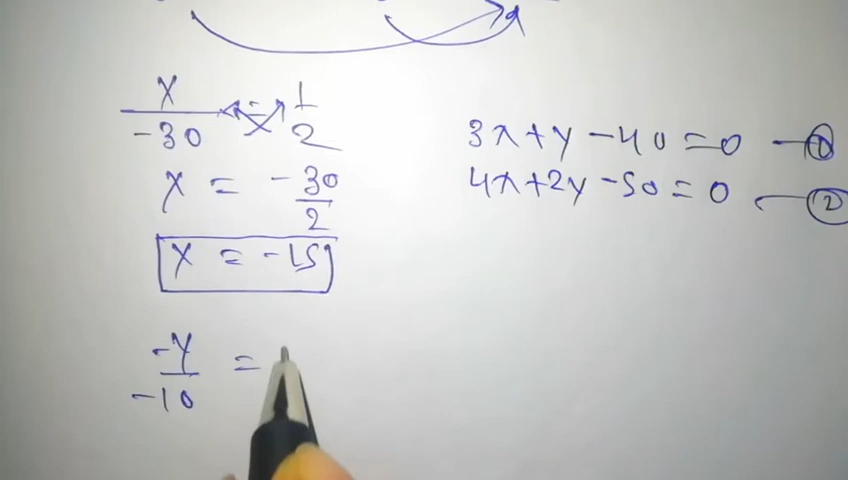 x/-30 = 1/2
x = -30/2
x = -15
-y/-10 =
3x+y-40=0 —①
4x+2y-50=0 —②